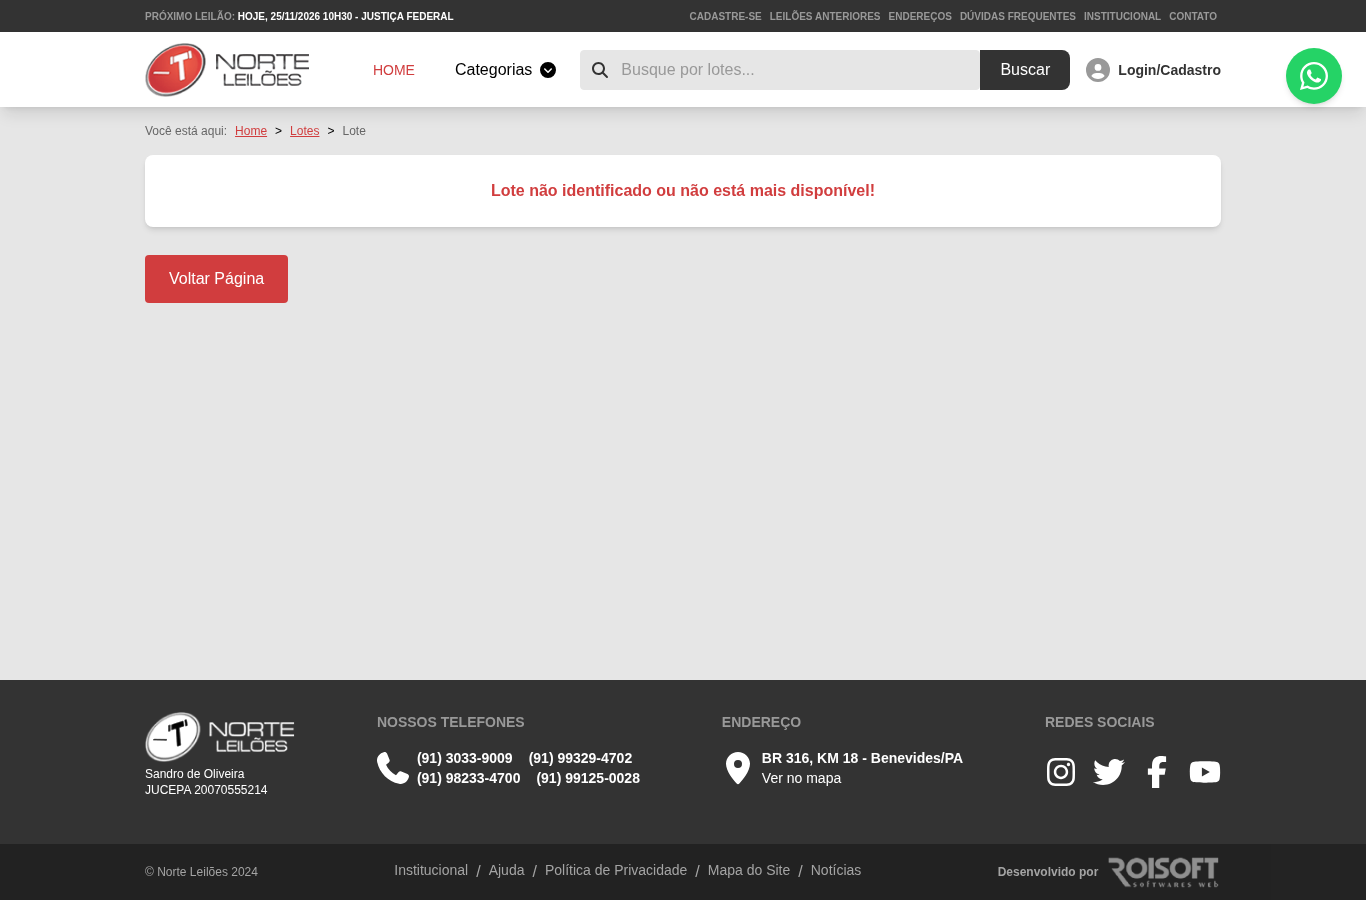 PRÓXIMO LEILÃO: HOJE, 25/11/2026 10H30 - JUSTIÇA FEDERAL
CADASTRE-SE LEILÕES ANTERIORES ENDEREÇOS DÚVIDAS FREQUENTES INSTITUCIONAL CONTATO
T NORTE
LEILÕES
HOME
Categorias
Busque por lotes...
Buscar
Login/Cadastro
Você está aqui: Home > Lotes > Lote
Lote não identificado ou não está mais disponível!
Voltar Página
T NORTE
LEILÕES
Sandro de Oliveira
JUCEPA 20070555214
NOSSOS TELEFONES
(91) 3033-9009 (91) 99329-4702
(91) 98233-4700 (91) 99125-0028
ENDEREÇO
BR 316, KM 18 - Benevides/PA
Ver no mapa
REDES SOCIAIS
© Norte Leilões 2024
Institucional / Ajuda / Política de Privacidade / Mapa do Site / Notícias
Desenvolvido por ROISOFT
SOFTWARES WEB